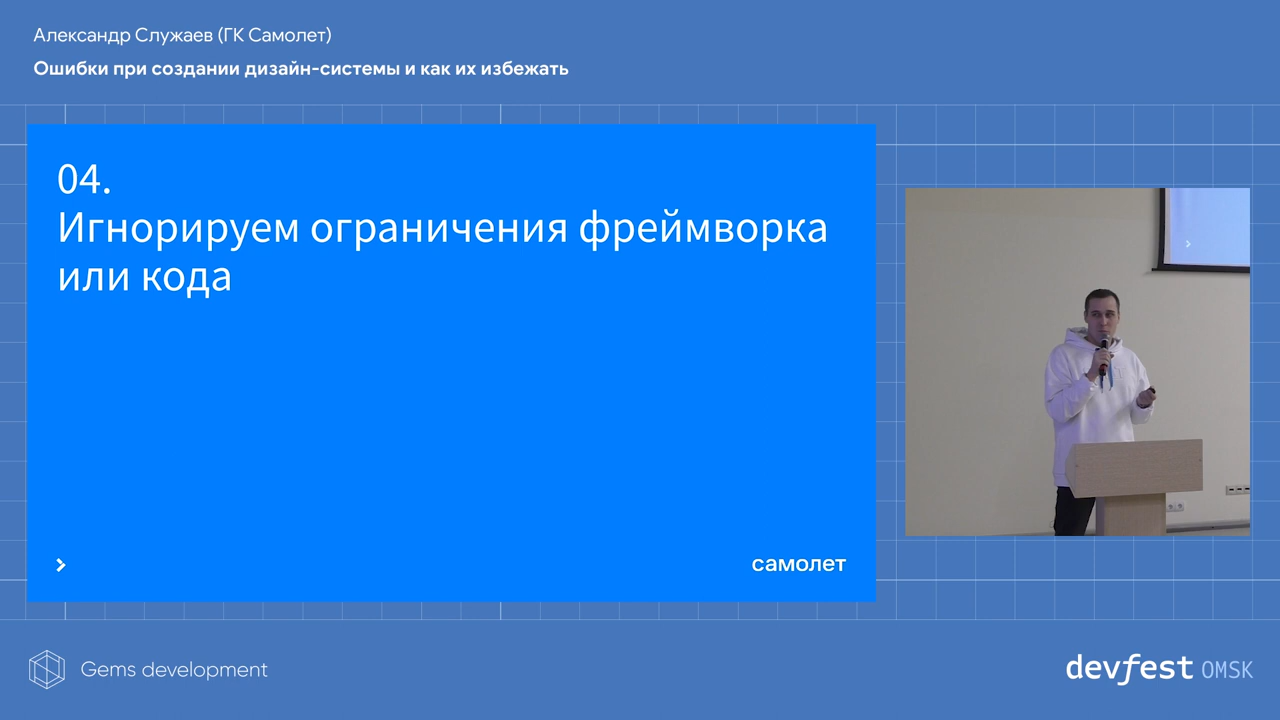 Александр Служаев (ГК Самолет)
Ошибки при создании дизайн-системы и как их избежать
04.
Игнорируем ограничения фреймворка
или кода
самолет
Gems development
devfest OMSK